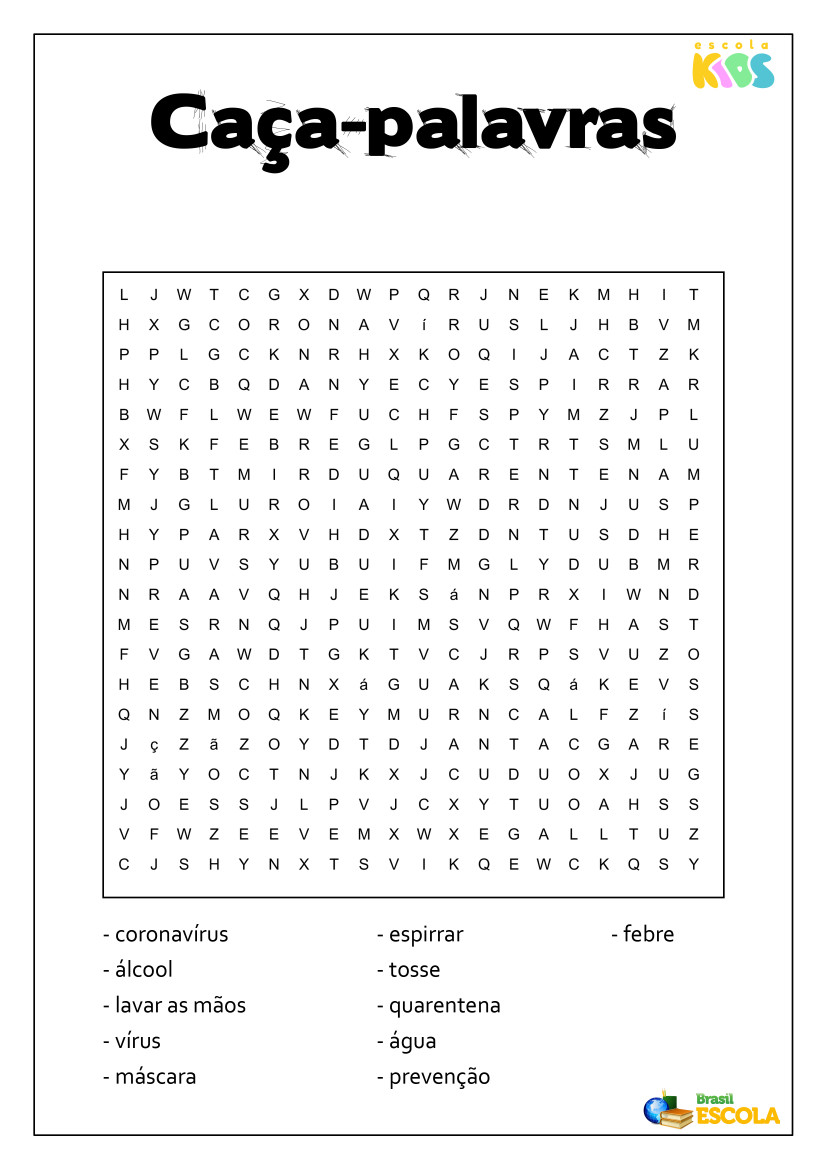 escola
KIDS
Caça-palavras
L J W T C G X D W P Q R J N E K M H I T
H X G C O R O N A V í R U S L J H B V M
P P L G C K N R H X K O Q I J A C T Z K
H Y C B Q D A N Y E C Y E S P I R R A R
B W F L W E W F U C H F S P Y M Z J P L
X S K F E B R E G L P G C T R T S M L U
F Y B T M I R D U Q U A R E N T E N A M
M J G L U R O I A I Y W D R D N J U S P
H Y P A R X V H D X T Z D N T U S D H E
N P U V S Y U B U I F M G L Y D U B M R
N R A A V Q H J E K S á N P R X I W N D
M E S R N Q J P U I M S V Q W F H A S T
F V G A W D T G K T V C J R P S V U Z O
H E B S C H N X á G U A K S Q á K E V S
Q N Z M O Q K E Y M U R N C A L F Z í S
J ç Z ã Z O Y D T D J A N T A C G A R E
Y ã Y O C T N J K X J C U D U O X J U G
J O E S S J L P V J C X Y T U O A H S S
V F W Z E E V E M X W X E G A L L T U Z
C J S H Y N X T S V I K Q E W C K Q S Y
- coronavírus
- álcool
- lavar as mãos
- vírus
- máscara
- espirrar
- tosse
- quarentena
- água
- prevenção
- febre
Brasil
ESCOLA